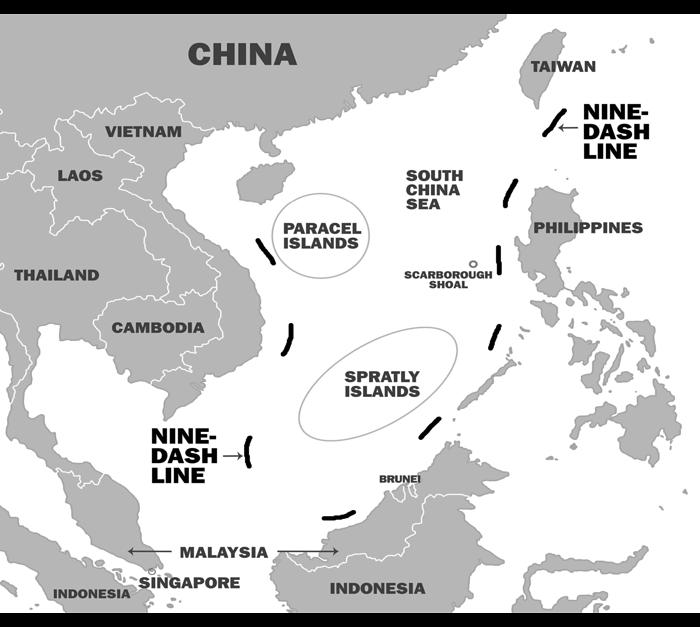 CHINA
TAIWAN
NINE-
DASH
LINE
VIETNAM
LAOS
SOUTH
CHINA
SEA
PARACEL
ISLANDS
PHILIPPINES
THAILAND
SCARBOROUGH
SHOAL
CAMBODIA
SPRATLY
ISLANDS
NINE-
DASH
LINE
BRUNEI
MALAYSIA
SINGAPORE
INDONESIA
INDONESIA